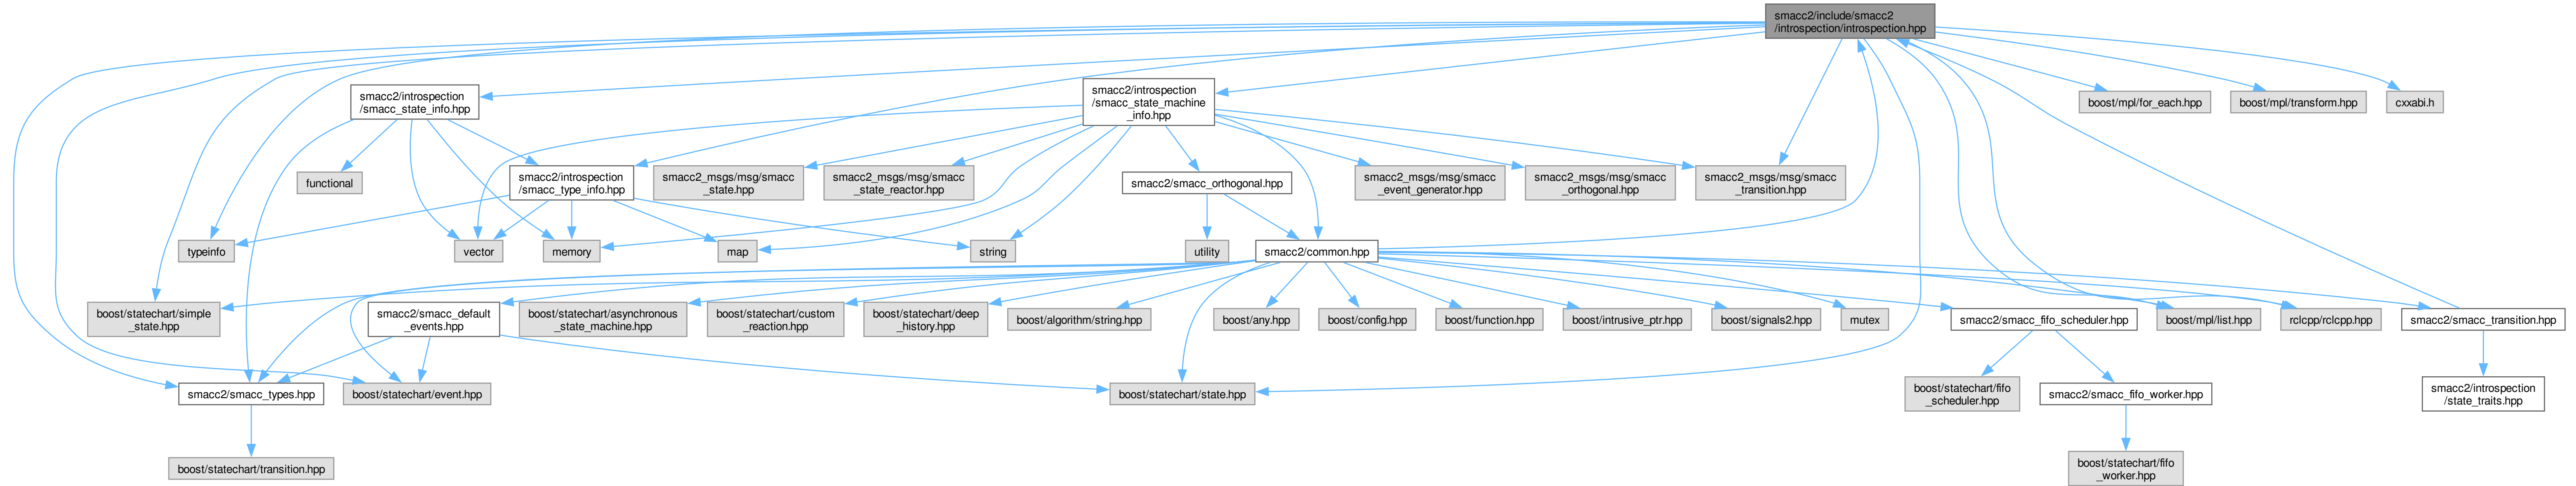 smacc2/include/smacc2
/introspection/introspection.hpp
smacc2/introspection
/smacc_state_info.hpp
smacc2/introspection
/smacc_state_machine
_info.hpp
boost/mpl/for_each.hpp
boost/mpl/transform.hpp
cxxabi.h
functional
smacc2/introspection
/smacc_type_info.hpp
smacc2_msgs/msg/smacc
_state.hpp
smacc2_msgs/msg/smacc
_state_reactor.hpp
smacc2/smacc_orthogonal.hpp
smacc2_msgs/msg/smacc
_event_generator.hpp
smacc2_msgs/msg/smacc
_orthogonal.hpp
smacc2_msgs/msg/smacc
_transition.hpp
typeinfo
vector
memory
map
string
utility
smacc2/common.hpp
boost/statechart/simple
_state.hpp
smacc2/smacc_default
_events.hpp
boost/statechart/asynchronous
_state_machine.hpp
boost/statechart/custom
_reaction.hpp
boost/statechart/deep
_history.hpp
boost/algorithm/string.hpp
boost/any.hpp
boost/config.hpp
boost/function.hpp
boost/intrusive_ptr.hpp
boost/signals2.hpp
mutex
smacc2/smacc_fifo_scheduler.hpp
boost/mpl/list.hpp
rclcpp/rclcpp.hpp
smacc2/smacc_transition.hpp
smacc2/smacc_types.hpp
boost/statechart/event.hpp
boost/statechart/state.hpp
boost/statechart/fifo
_scheduler.hpp
smacc2/smacc_fifo_worker.hpp
smacc2/introspection
/state_traits.hpp
boost/statechart/transition.hpp
boost/statechart/fifo
_worker.hpp